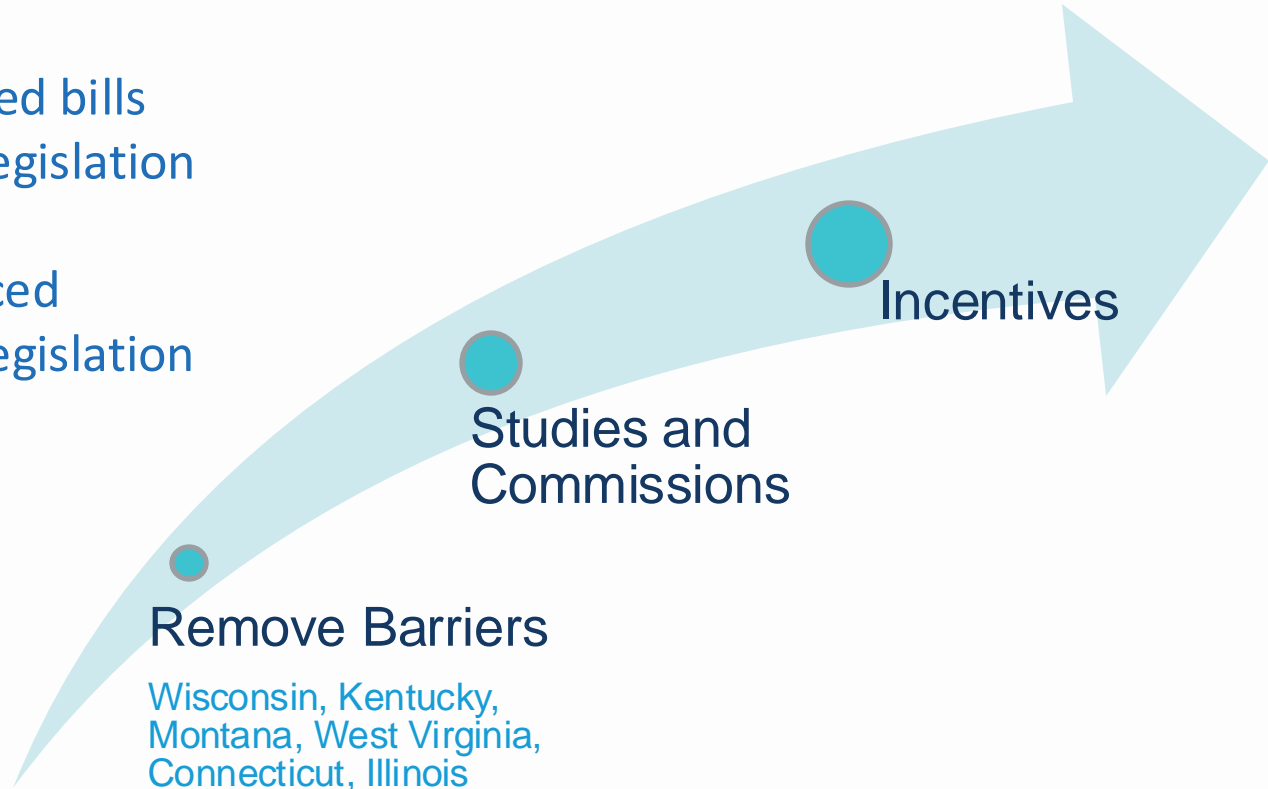 ed bills
egislation
ced
egislation
Incentives
Studies and
Commissions
Remove Barriers
Wisconsin, Kentucky,
Montana, West Virginia,
Connecticut, Illinois